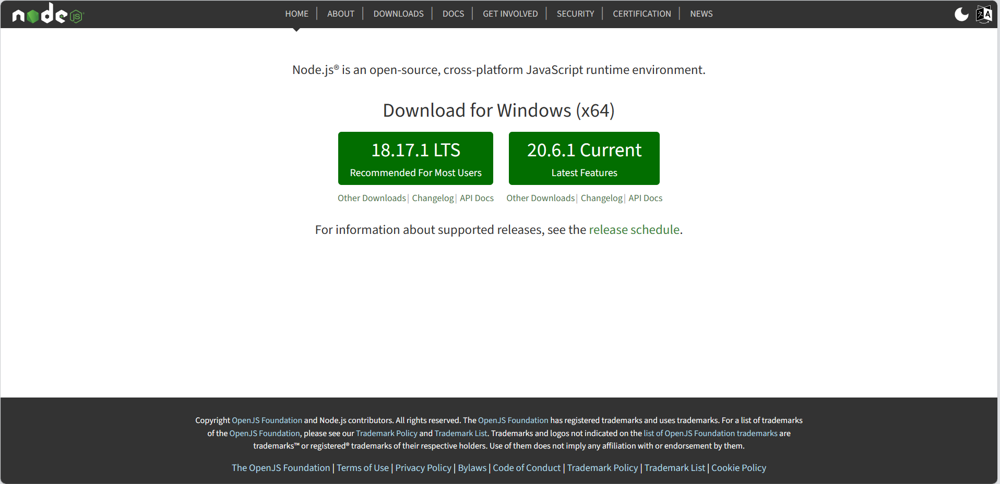 node JS
HOME | ABOUT | DOWNLOADS | DOCS | GET INVOLVED | SECURITY | CERTIFICATION | NEWS
Node.js® is an open-source, cross-platform JavaScript runtime environment.
Download for Windows (x64)
18.17.1 LTS
Recommended For Most Users
20.6.1 Current
Latest Features
Other Downloads | Changelog | API Docs
Other Downloads | Changelog | API Docs
For information about supported releases, see the release schedule.
Copyright OpenJS Foundation and Node.js contributors. All rights reserved. The OpenJS Foundation has registered trademarks and uses trademarks. For a list of trademarks
of the OpenJS Foundation, please see our Trademark Policy and Trademark List. Trademarks and logos not indicated on the list of OpenJS Foundation trademarks are
trademarks™ or registered® trademarks of their respective holders. Use of them does not imply any affiliation with or endorsement by them.
The OpenJS Foundation | Terms of Use | Privacy Policy | Bylaws | Code of Conduct | Trademark Policy | Trademark List | Cookie Policy